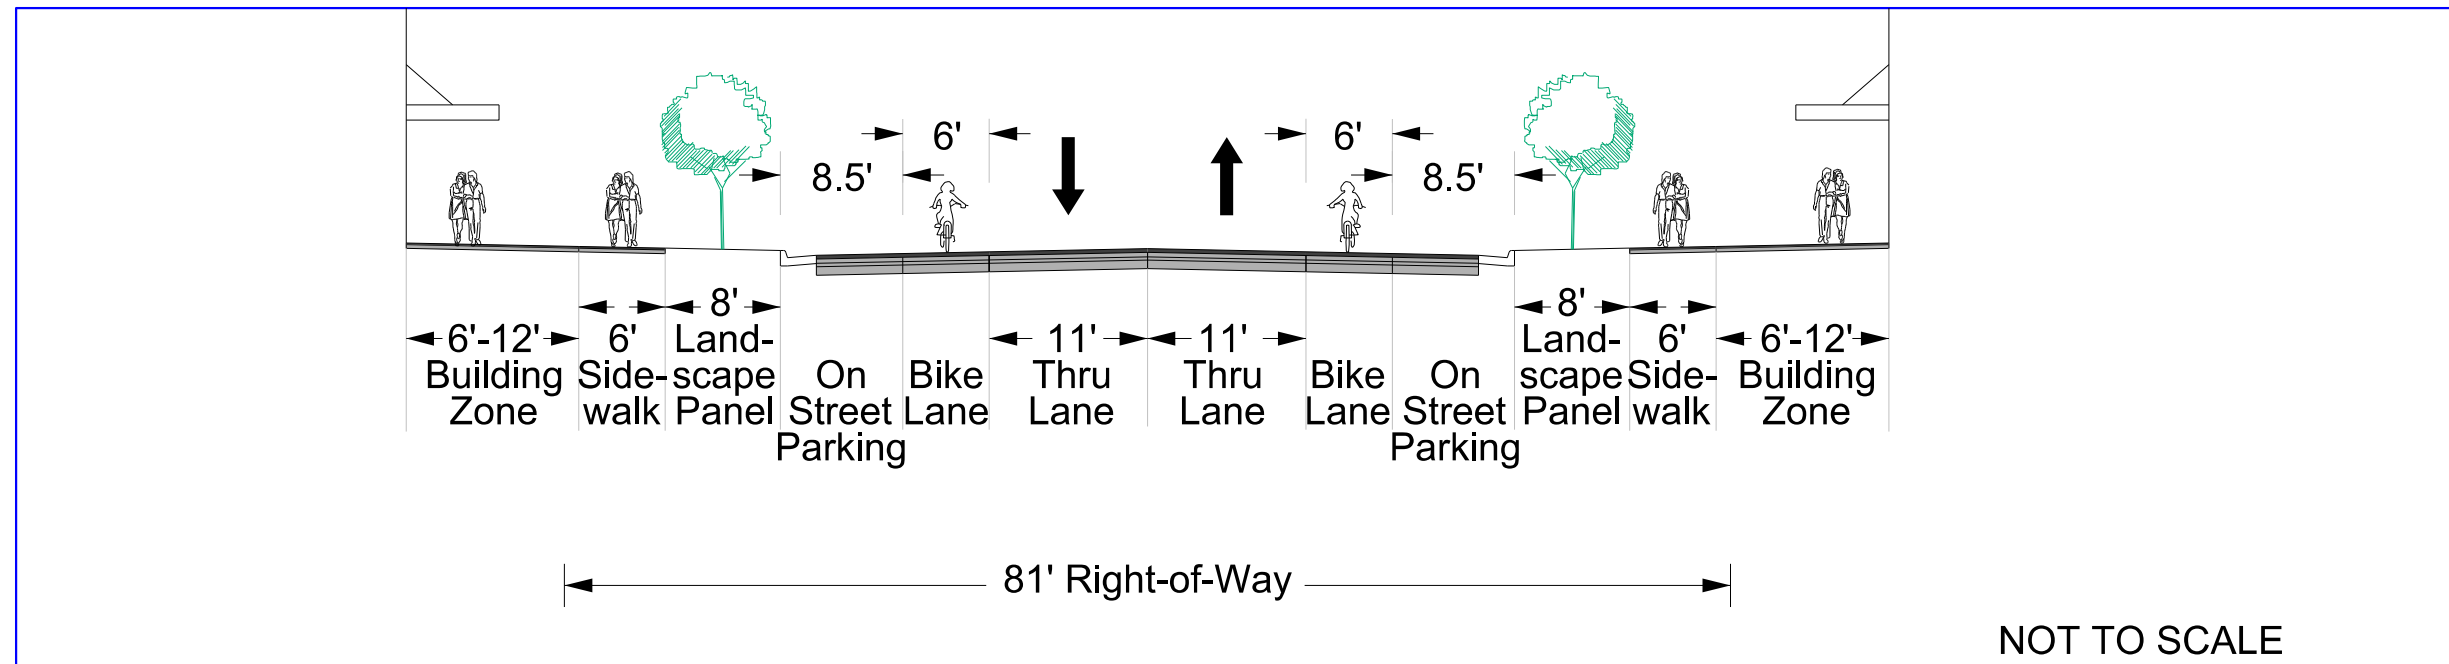 6'
6'
8.5'
8.5'
8'
8'
6'-12'
6'
Land-
11'
11'
Land-
6'
6'-12'
Building
Side-
scape
On
Bike
Thru
Thru
Bike
On
scape
Side-
Building
Zone
walk
Panel
Street
Lane
Lane
Lane
Lane
Street
Panel
walk
Zone
Parking
Parking
81' Right-of-Way
NOT TO SCALE